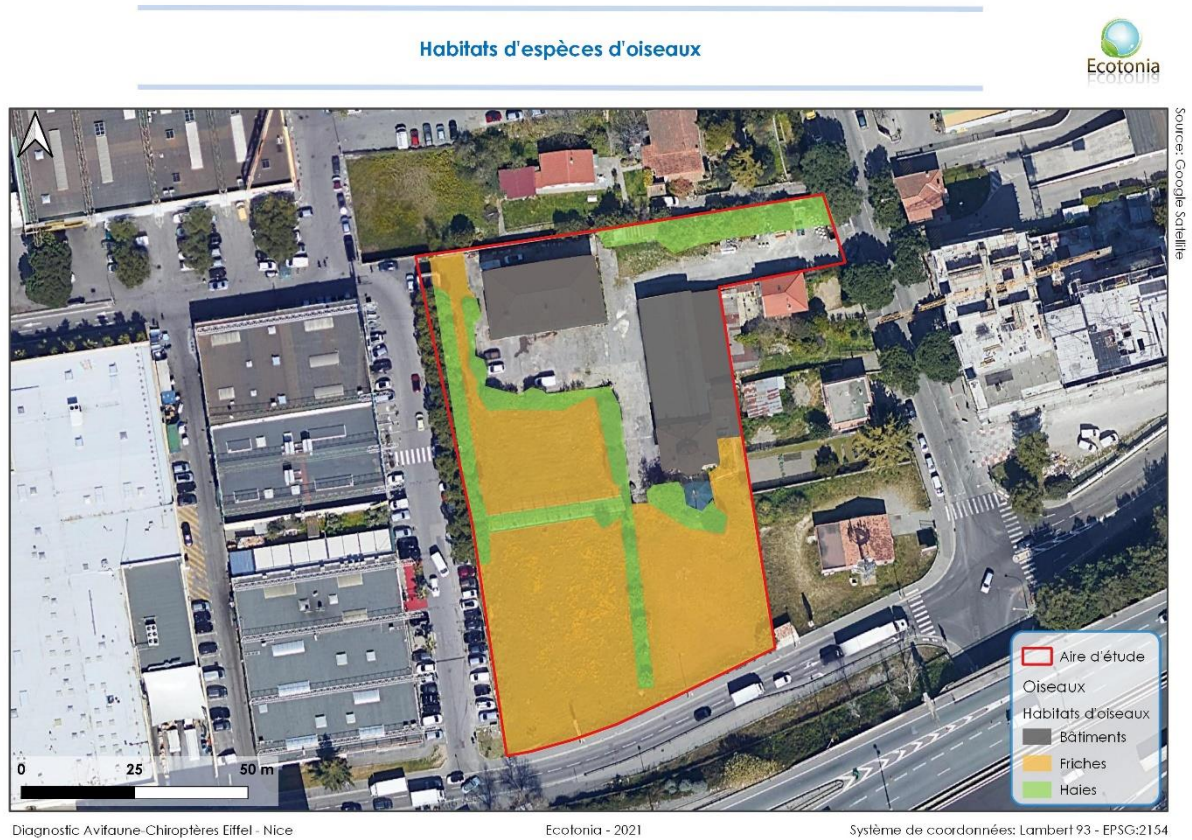 Habitats d'espèces d'oiseaux
Ecotonia
Source: Google Satellite
0 25 50 m
Aire d'étude
Oiseaux
Habitats d'oiseaux
Bâtiments
Friches
Haies
Diagnostic Avifaune-Chiroptères Eiffel - Nice
Ecotonia - 2021
Système de coordonnées: Lambert 93 - EPSG:2154